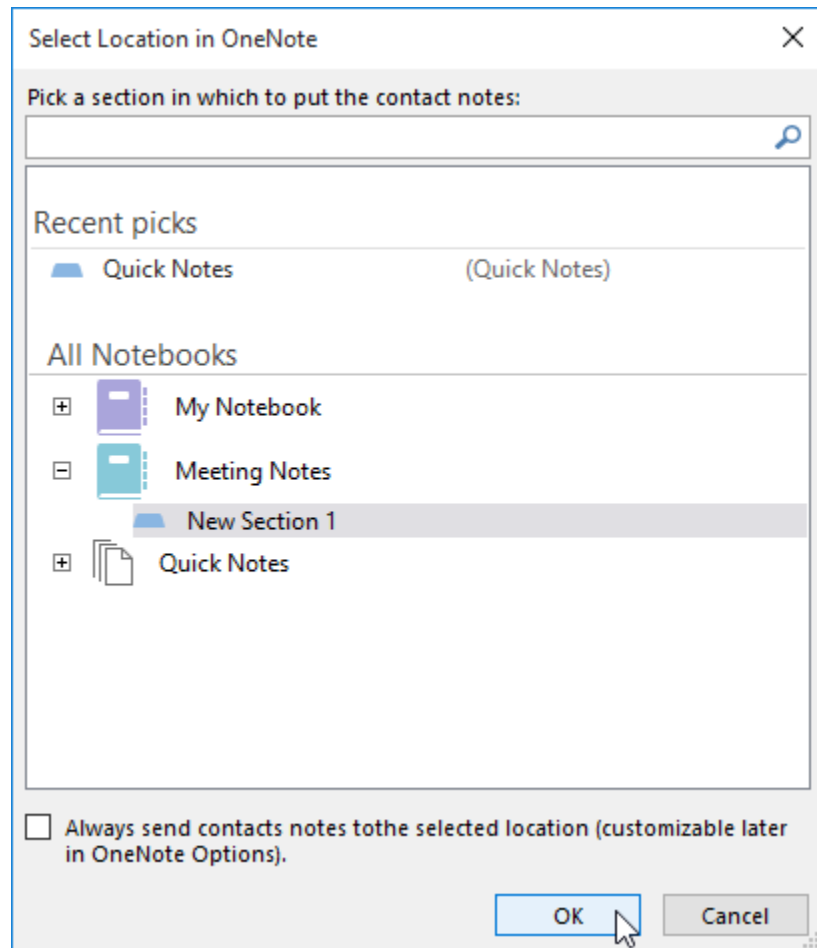 Select Location in OneNote
Pick a section in which to put the contact notes:
Recent picks
Quick Notes (Quick Notes)
All Notebooks
My Notebook
Meeting Notes
New Section 1
Quick Notes
Always send contacts notes tothe selected location (customizable later
in OneNote Options).
OK Cancel